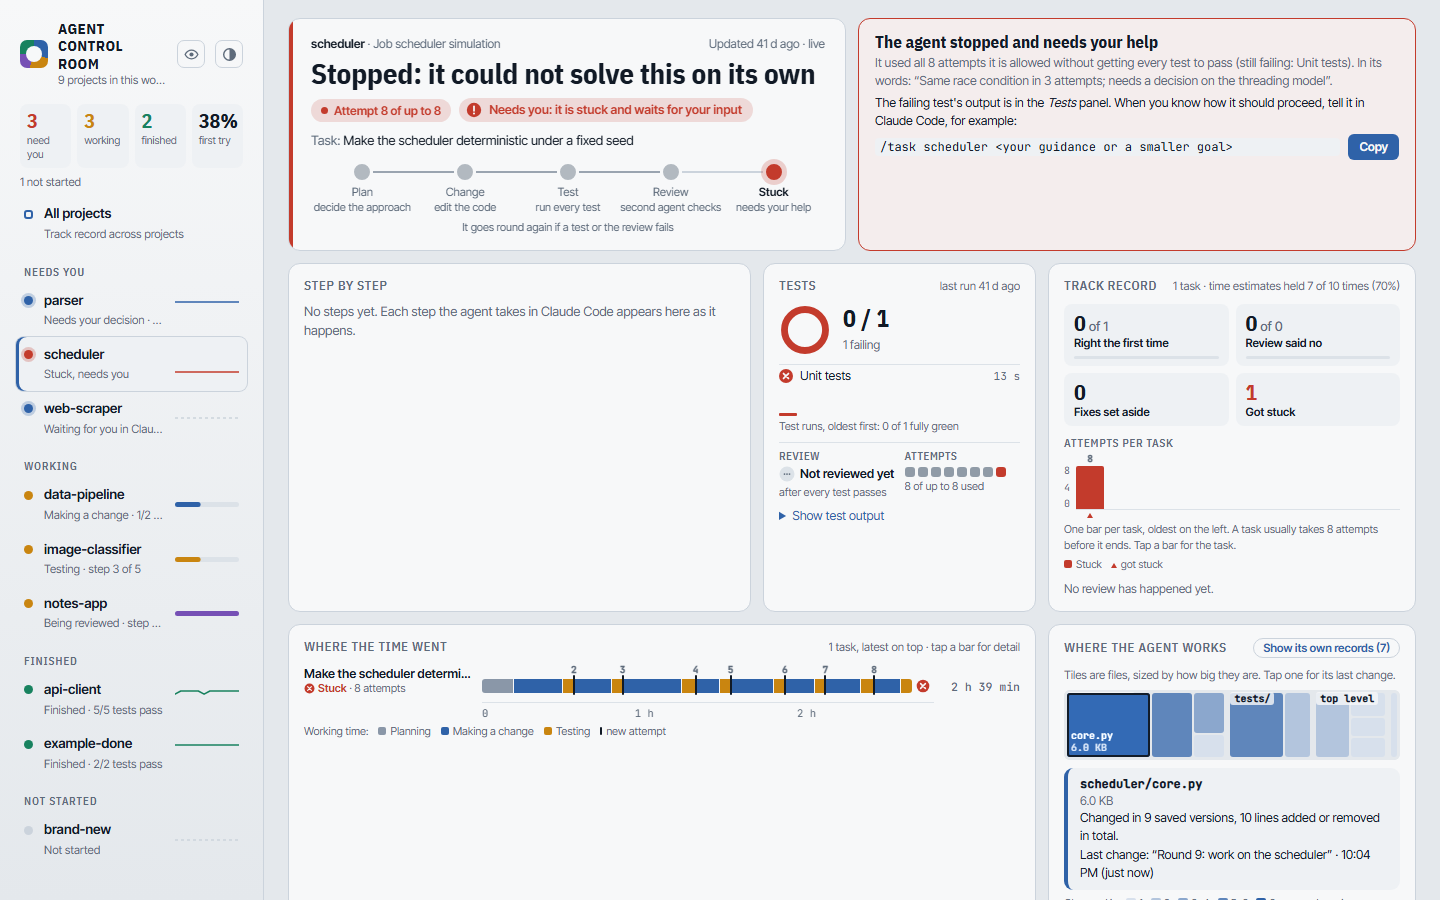 AGENT
CONTROL
ROOM
9 projects in this wo...
3
need
you
3
working
2
finished
38%
first try
1 not started
All projects
Track record across projects
NEEDS YOU
parser
Needs your decision · ...
scheduler
Stuck, needs you
web-scraper
Waiting for you in Clau...
WORKING
data-pipeline
Making a change · 1/2 ...
image-classifier
Testing · step 3 of 5
notes-app
Being reviewed · step ...
FINISHED
api-client
Finished · 5/5 tests pass
example-done
Finished · 2/2 tests pass
NOT STARTED
brand-new
Not started
scheduler · Job scheduler simulation
Updated 41 d ago · live
Stopped: it could not solve this on its own
Attempt 8 of up to 8
Needs you: it is stuck and waits for your input
Task: Make the scheduler deterministic under a fixed seed
Plan
decide the approach
Change
edit the code
Test
run every test
Review
second agent checks
Stuck
needs your help
It goes round again if a test or the review fails
The agent stopped and needs your help
It used all 8 attempts it is allowed without getting every test to pass (still failing: Unit tests). In its
words: “Same race condition in 3 attempts; needs a decision on the threading model”.
The failing test's output is in the Tests panel. When you know how it should proceed, tell it in
Claude Code, for example:
/task scheduler <your guidance or a smaller goal>
Copy
STEP BY STEP
No steps yet. Each step the agent takes in Claude Code appears here as it
happens.
TESTS
last run 41 d ago
0 / 1
1 failing
Unit tests
13 s
Test runs, oldest first: 0 of 1 fully green
REVIEW
Not reviewed yet
after every test passes
ATTEMPTS
8 of up to 8 used
Show test output
TRACK RECORD
1 task · time estimates held 7 of 10 times (70%)
0 of 1
Right the first time
0 of 0
Review said no
0
Fixes set aside
1
Got stuck
ATTEMPTS PER TASK
8
8
4
0
One bar per task, oldest on the left. A task usually takes 8 attempts
before it ends. Tap a bar for the task.
Stuck
got stuck
No review has happened yet.
WHERE THE TIME WENT
1 task, latest on top · tap a bar for detail
Make the scheduler determi...
Stuck · 8 attempts
2 3 4 5 6 7 8
2 h 39 min
0 1 h 2 h
Working time: Planning Making a change Testing new attempt
WHERE THE AGENT WORKS
Show its own records (7)
Tiles are files, sized by how big they are. Tap one for its last change.
core.py
6.0 KB
tests/
top level
scheduler/core.py
6.0 KB
Changed in 9 saved versions, 10 lines added or removed
in total.
Last change: “Round 9: work on the scheduler” · 10:04
PM (just now)